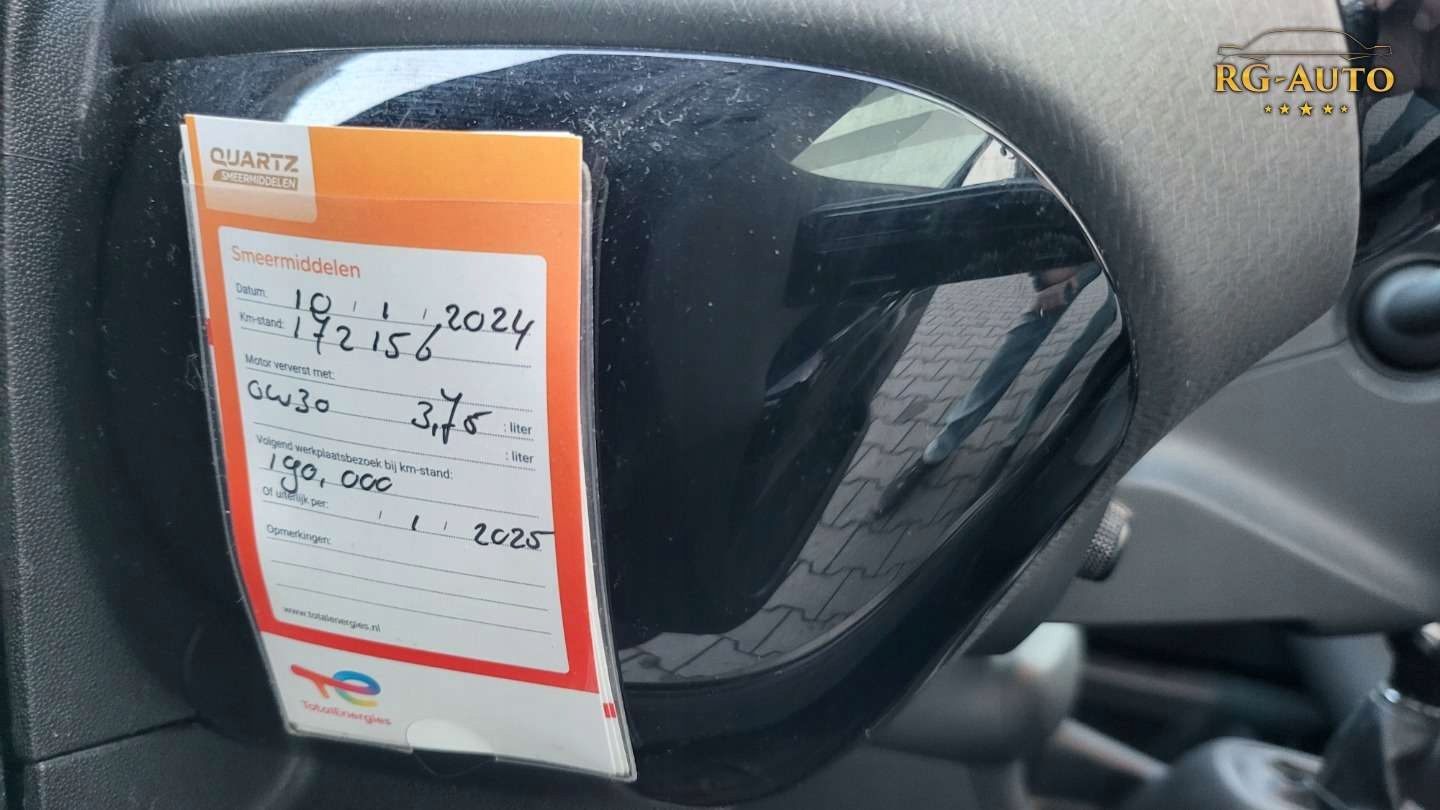 RG-AUTO
QUARTZ
SMEERMIDDELEN
Smeermiddelen
Datum: 10 / 1 / 2024
Km-stand: 172156
Motor ververst met:
0W30 3,75 : liter
: liter
Volgend werkplaatsbezoek bij km-stand:
190,000
Of uiterlijk per: / 1 / 2025
Opmerkingen:
www.totalenergies.nl
TotalEnergies